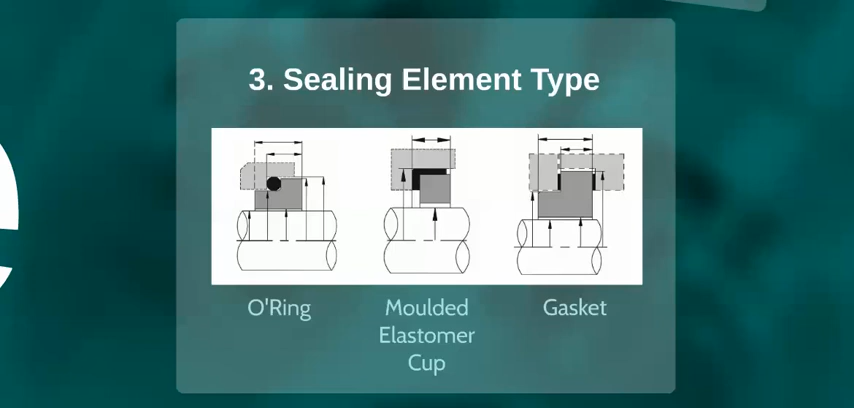 3. Sealing Element Type
O'Ring
Moulded
Elastomer
Cup
Gasket